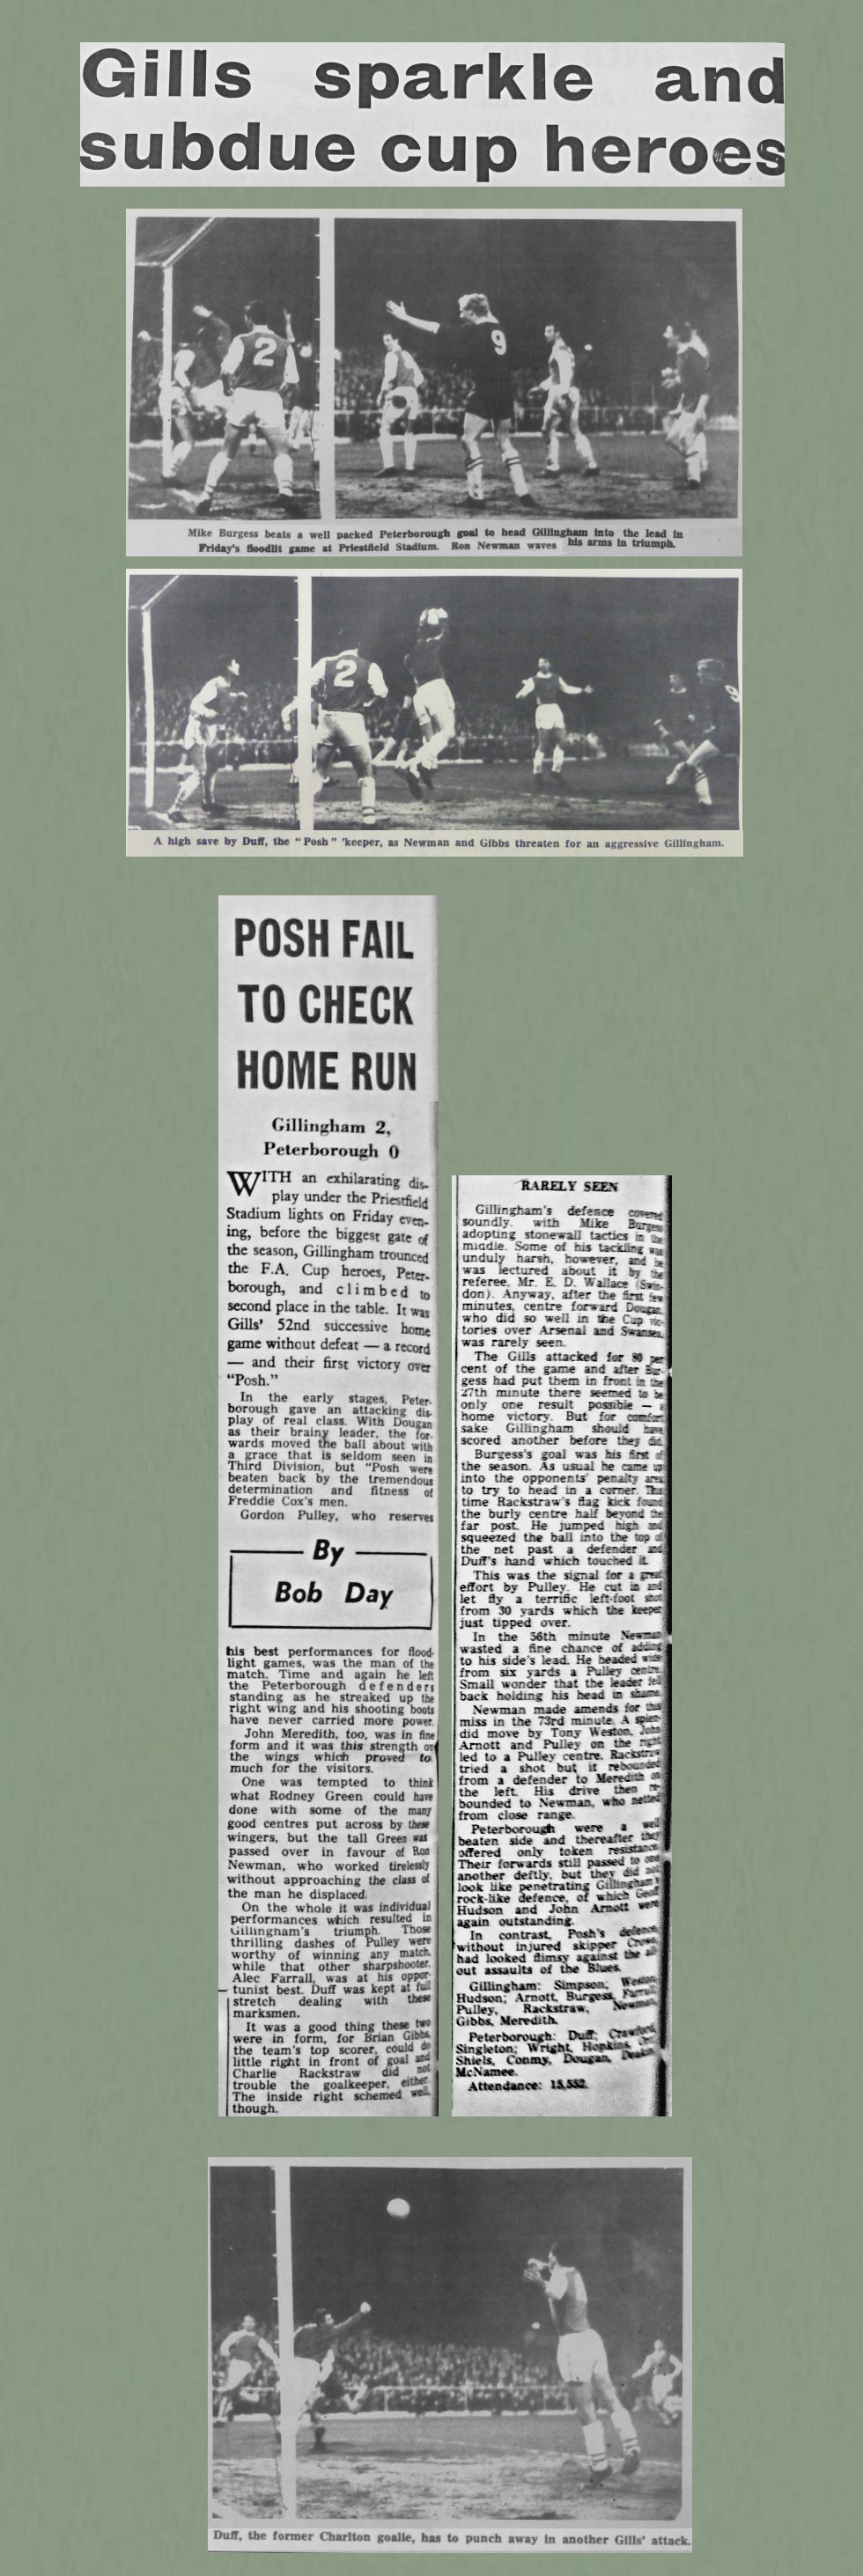 Gills sparkle and
subdue cup heroes
2
9
Mike Burgess beats a well packed Peterborough goal to head Gillingham into the lead in
Friday's floodlit game at Priestfield Stadium. Ron Newman waves his arms in triumph.
2
9
A high save by Duff, the "Posh" 'keeper, as Newman and Gibbs threaten for an aggressive Gillingham.
POSH FAIL
TO CHECK
HOME RUN
Gillingham 2,
Peterborough 0
WITH an exhilarating dis-
play under the Priestfield
Stadium lights on Friday even-
ing, before the biggest gate of
the season, Gillingham trounced
the F.A. Cup heroes, Peter-
borough, and climbed to
second place in the table. It was
Gills' 52nd successive home
game without defeat — a record
— and their first victory over
"Posh."
In the early stages, Peter-
borough gave an attacking dis-
play of real class. With Dougan
as their brainy leader, the for-
wards moved the ball about with
a grace that is seldom seen in
Third Division, but "Posh were
beaten back by the tremendous
determination and fitness of
Freddie Cox's men.
Gordon Pulley, who reserves
By
Bob Day
his best performances for flood-
light games, was the man of the
match. Time and again he left
the Peterborough defenders
standing as he streaked up the
right wing and his shooting boots
have never carried more power.
John Meredith, too, was in fine
form and it was this strength on
the wings which proved to
much for the visitors.
One was tempted to think
what Rodney Green could have
done with some of the many
good centres put across by these
wingers, but the tall Green was
passed over in favour of Ron
Newman, who worked tirelessly
without approaching the class of
the man he displaced.
On the whole it was individual
performances which resulted in
Gillingham's triumph. Those
thrilling dashes of Pulley were
worthy of winning any match,
while that other sharpshooter,
Alec Farrall, was at his oppor-
tunist best. Duff was kept at full
stretch dealing with these
marksmen.
It was a good thing these two
were in form, for Brian Gibbs,
the team's top scorer, could do
little right in front of goal and
Charlie Rackstraw did not
trouble the goalkeeper, either.
The inside right schemed well,
though.
RARELY SEEN
Gillingham's defence covered
soundly. with Mike Burgess
adopting stonewall tactics in the
middle. Some of his tackling was
unduly harsh, however, and he
was lectured about it by the
referee, Mr. E. D. Wallace (Swin-
don). Anyway, after the first few
minutes, centre forward Dougan,
who did so well in the Cup vic-
tories over Arsenal and Swansea,
was rarely seen.
The Gills attacked for 80 per
cent of the game and after Bur-
gess had put them in front in the
27th minute there seemed to be
only one result possible — a
home victory. But for comfort
sake Gillingham should have
scored another before they did.
Burgess's goal was his first of
the season. As usual he came up
into the opponents' penalty area
to try to head in a corner. This
time Rackstraw's flag kick found
the burly centre half beyond the
far post. He jumped high and
squeezed the ball into the top of
the net past a defender and
Duff's hand which touched it.
This was the signal for a great
effort by Pulley. He cut in and
let fly a terrific left-foot shot
from 30 yards which the keeper
just tipped over.
In the 56th minute Newman
wasted a fine chance of adding
to his side's lead. He headed wide
from six yards a Pulley centre.
Small wonder that the leader fell
back holding his head in shame.
Newman made amends for this
miss in the 73rd minute. A splen-
did move by Tony Weston, John
Arnott and Pulley on the right
led to a Pulley centre. Rackstraw
tried a shot but it rebounded
from a defender to Meredith on
the left. His drive then re-
bounded to Newman, who netted
from close range.
Peterborough were a well
beaten side and thereafter they
offered only token resistance.
Their forwards still passed to one
another deftly, but they did not
look like penetrating Gillingham's
rock-like defence, of which Geoff
Hudson and John Arnott were
again outstanding.
In contrast, Posh's defence,
without injured skipper
had looked flimsy against the all-
out assaults of the Blues.
Gillingham: Simpson; Weston,
Hudson; Arnott, Burgess, Farrall;
Pulley, Rackstraw, Newman,
Gibbs, Meredith.
Peterborough: Duff; Crawford,
Singleton; Wright, Hopkins,
Shiels, Conmy, Dougan, Deakin
McNamee.
Attendance: 15,552.
Duff, the former Charlton goalie, has to punch away in another Gills' attack.